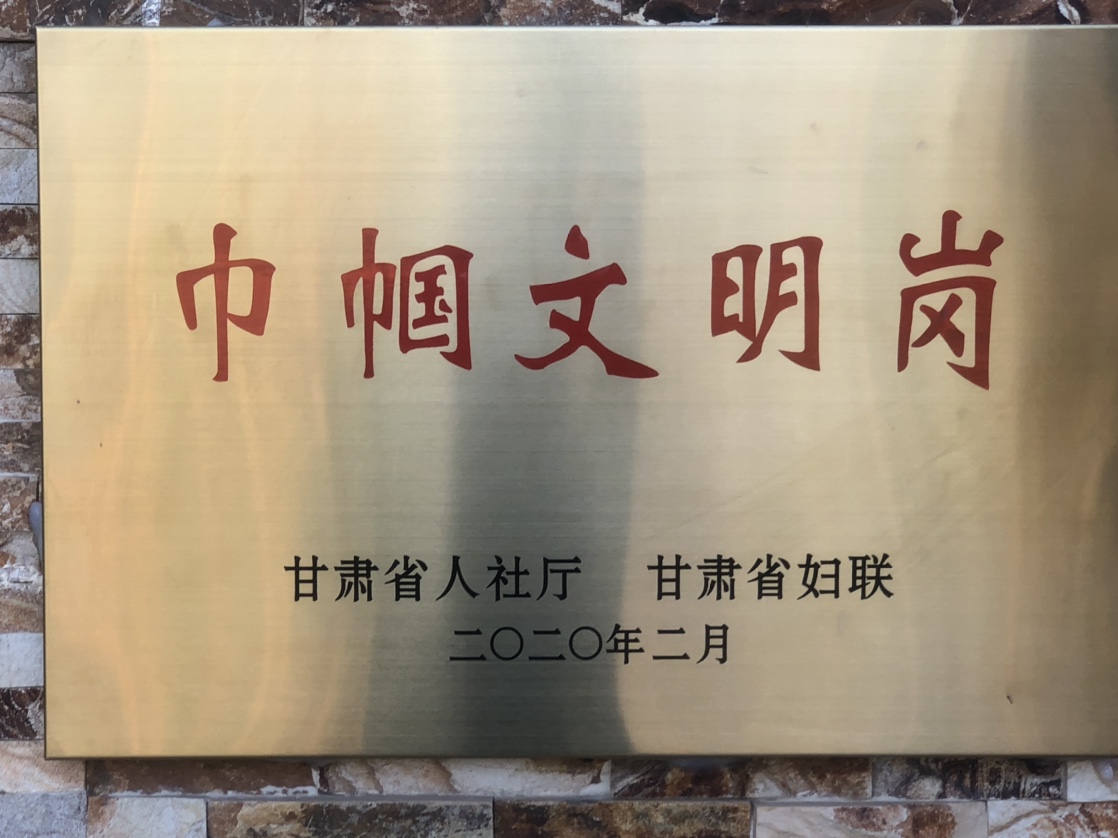 巾帼文明岗
甘肃省人社厅 甘肃省妇联
二〇二〇年二月